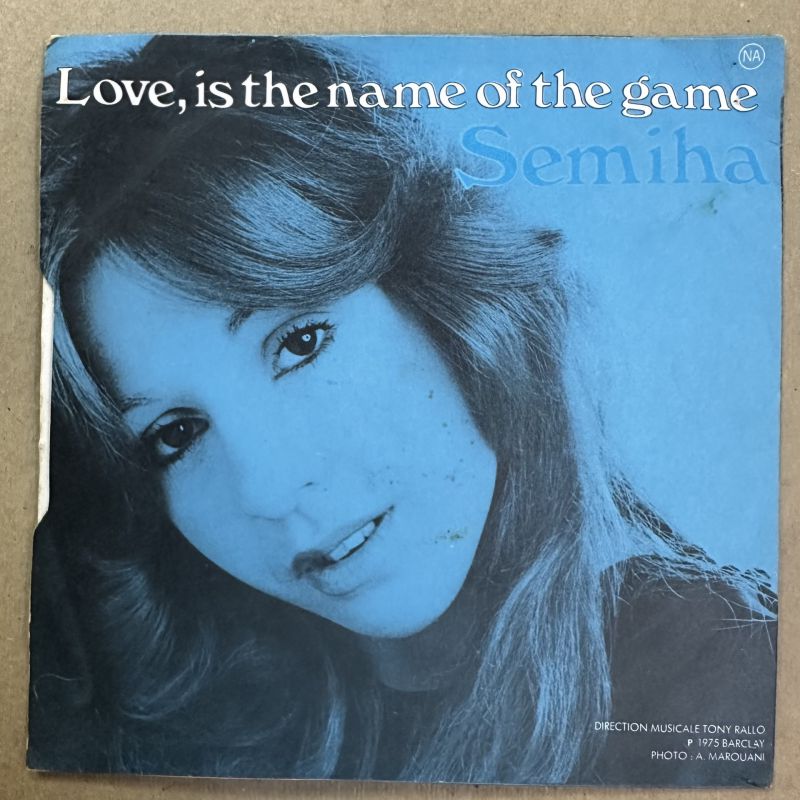 NA
Love, is the name of the game
Semiha
DIRECTION MUSICALE TONY RALLO
P 1975 BARCLAY
PHOTO : A. MAROUANI